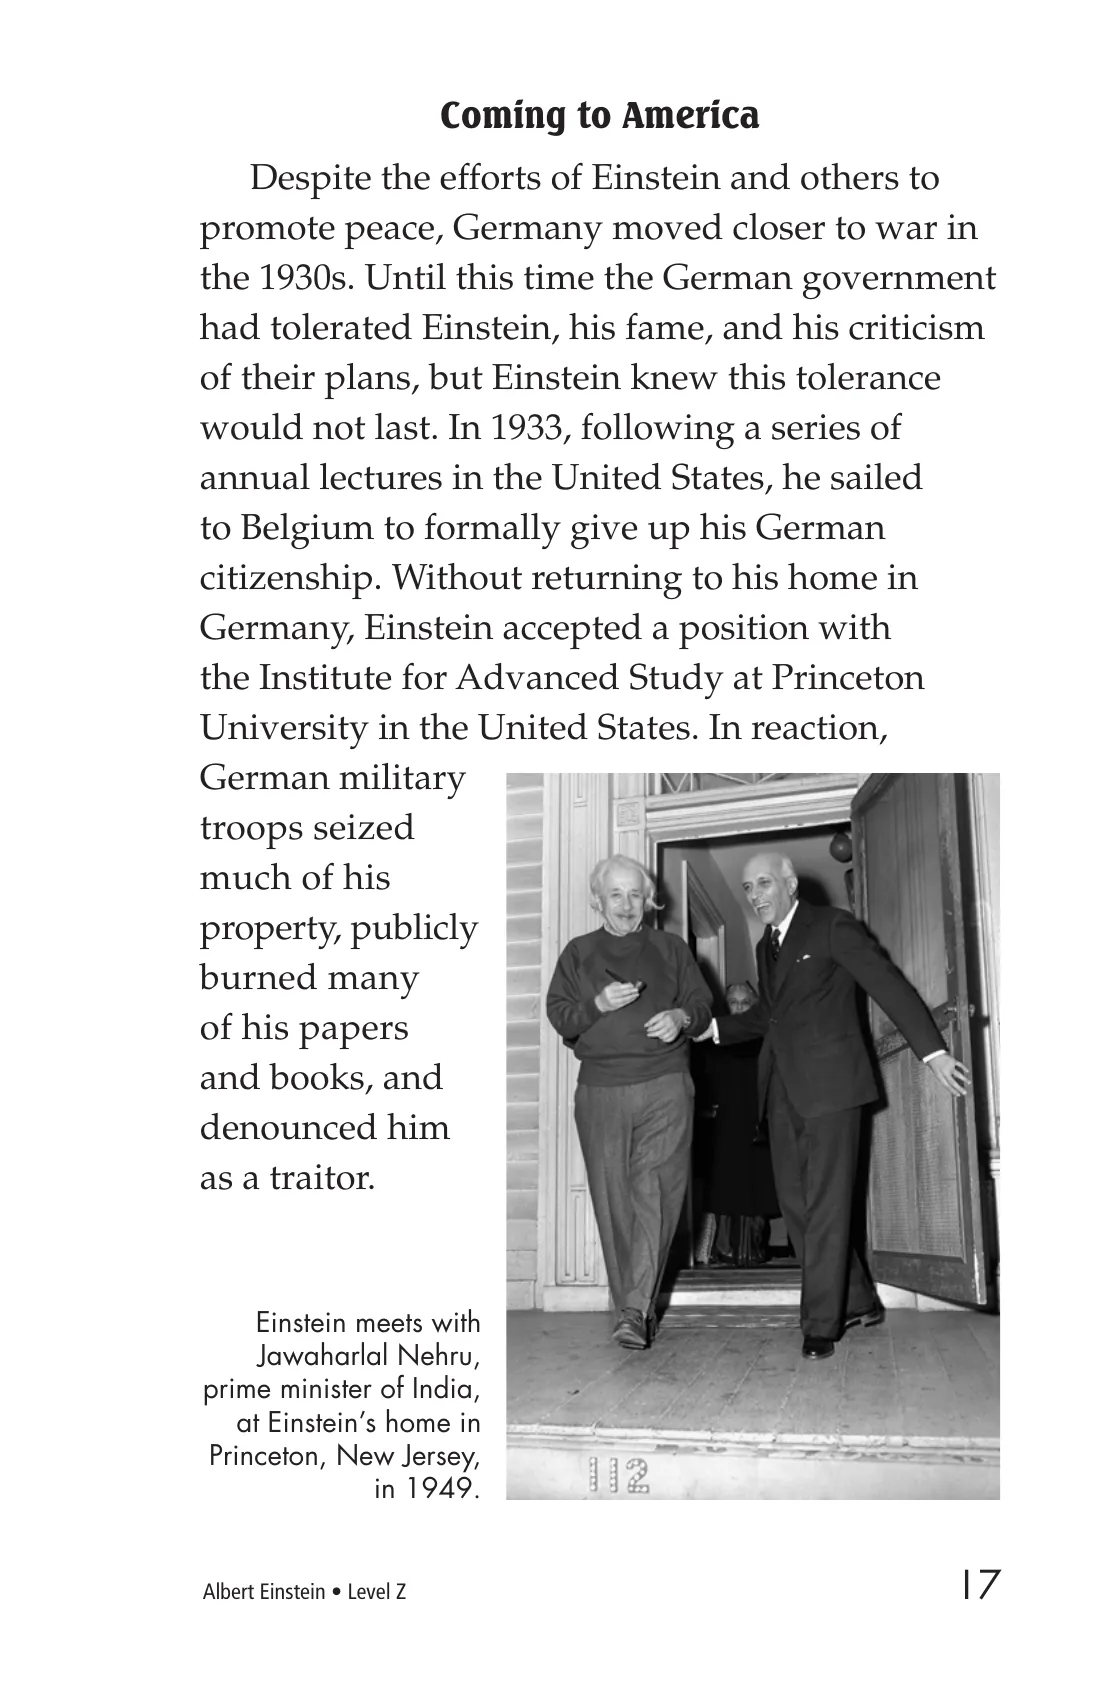 Coming to America
Despite the efforts of Einstein and others to
promote peace, Germany moved closer to war in
the 1930s. Until this time the German government
had tolerated Einstein, his fame, and his criticism
of their plans, but Einstein knew this tolerance
would not last. In 1933, following a series of
annual lectures in the United States, he sailed
to Belgium to formally give up his German
citizenship. Without returning to his home in
Germany, Einstein accepted a position with
the Institute for Advanced Study at Princeton
University in the United States. In reaction,
German military
troops seized
much of his
property, publicly
burned many
of his papers
and books, and
denounced him
as a traitor.
Einstein meets with
Jawaharlal Nehru,
prime minister of India,
at Einstein’s home in
Princeton, New Jersey,
in 1949.
112
Albert Einstein • Level Z
17